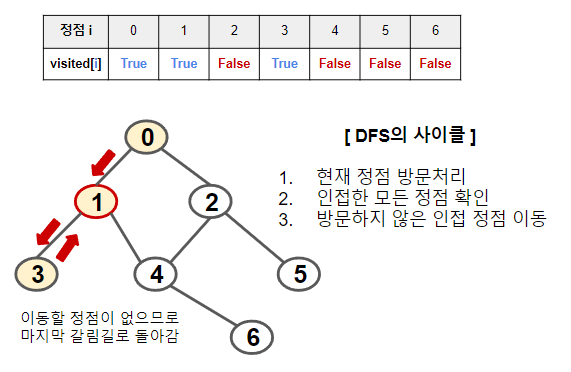 정점 i 0 1 2 3 4 5 6
visited[i] True True False True False False False
0
[ DFS의 사이클 ]
1. 현재 정점 방문처리
2. 인접한 모든 정점 확인
3. 방문하지 않은 인접 정점 이동
1 2
3 4 5
이동할 정점이 없으므로
마지막 갈림길로 돌아감
6